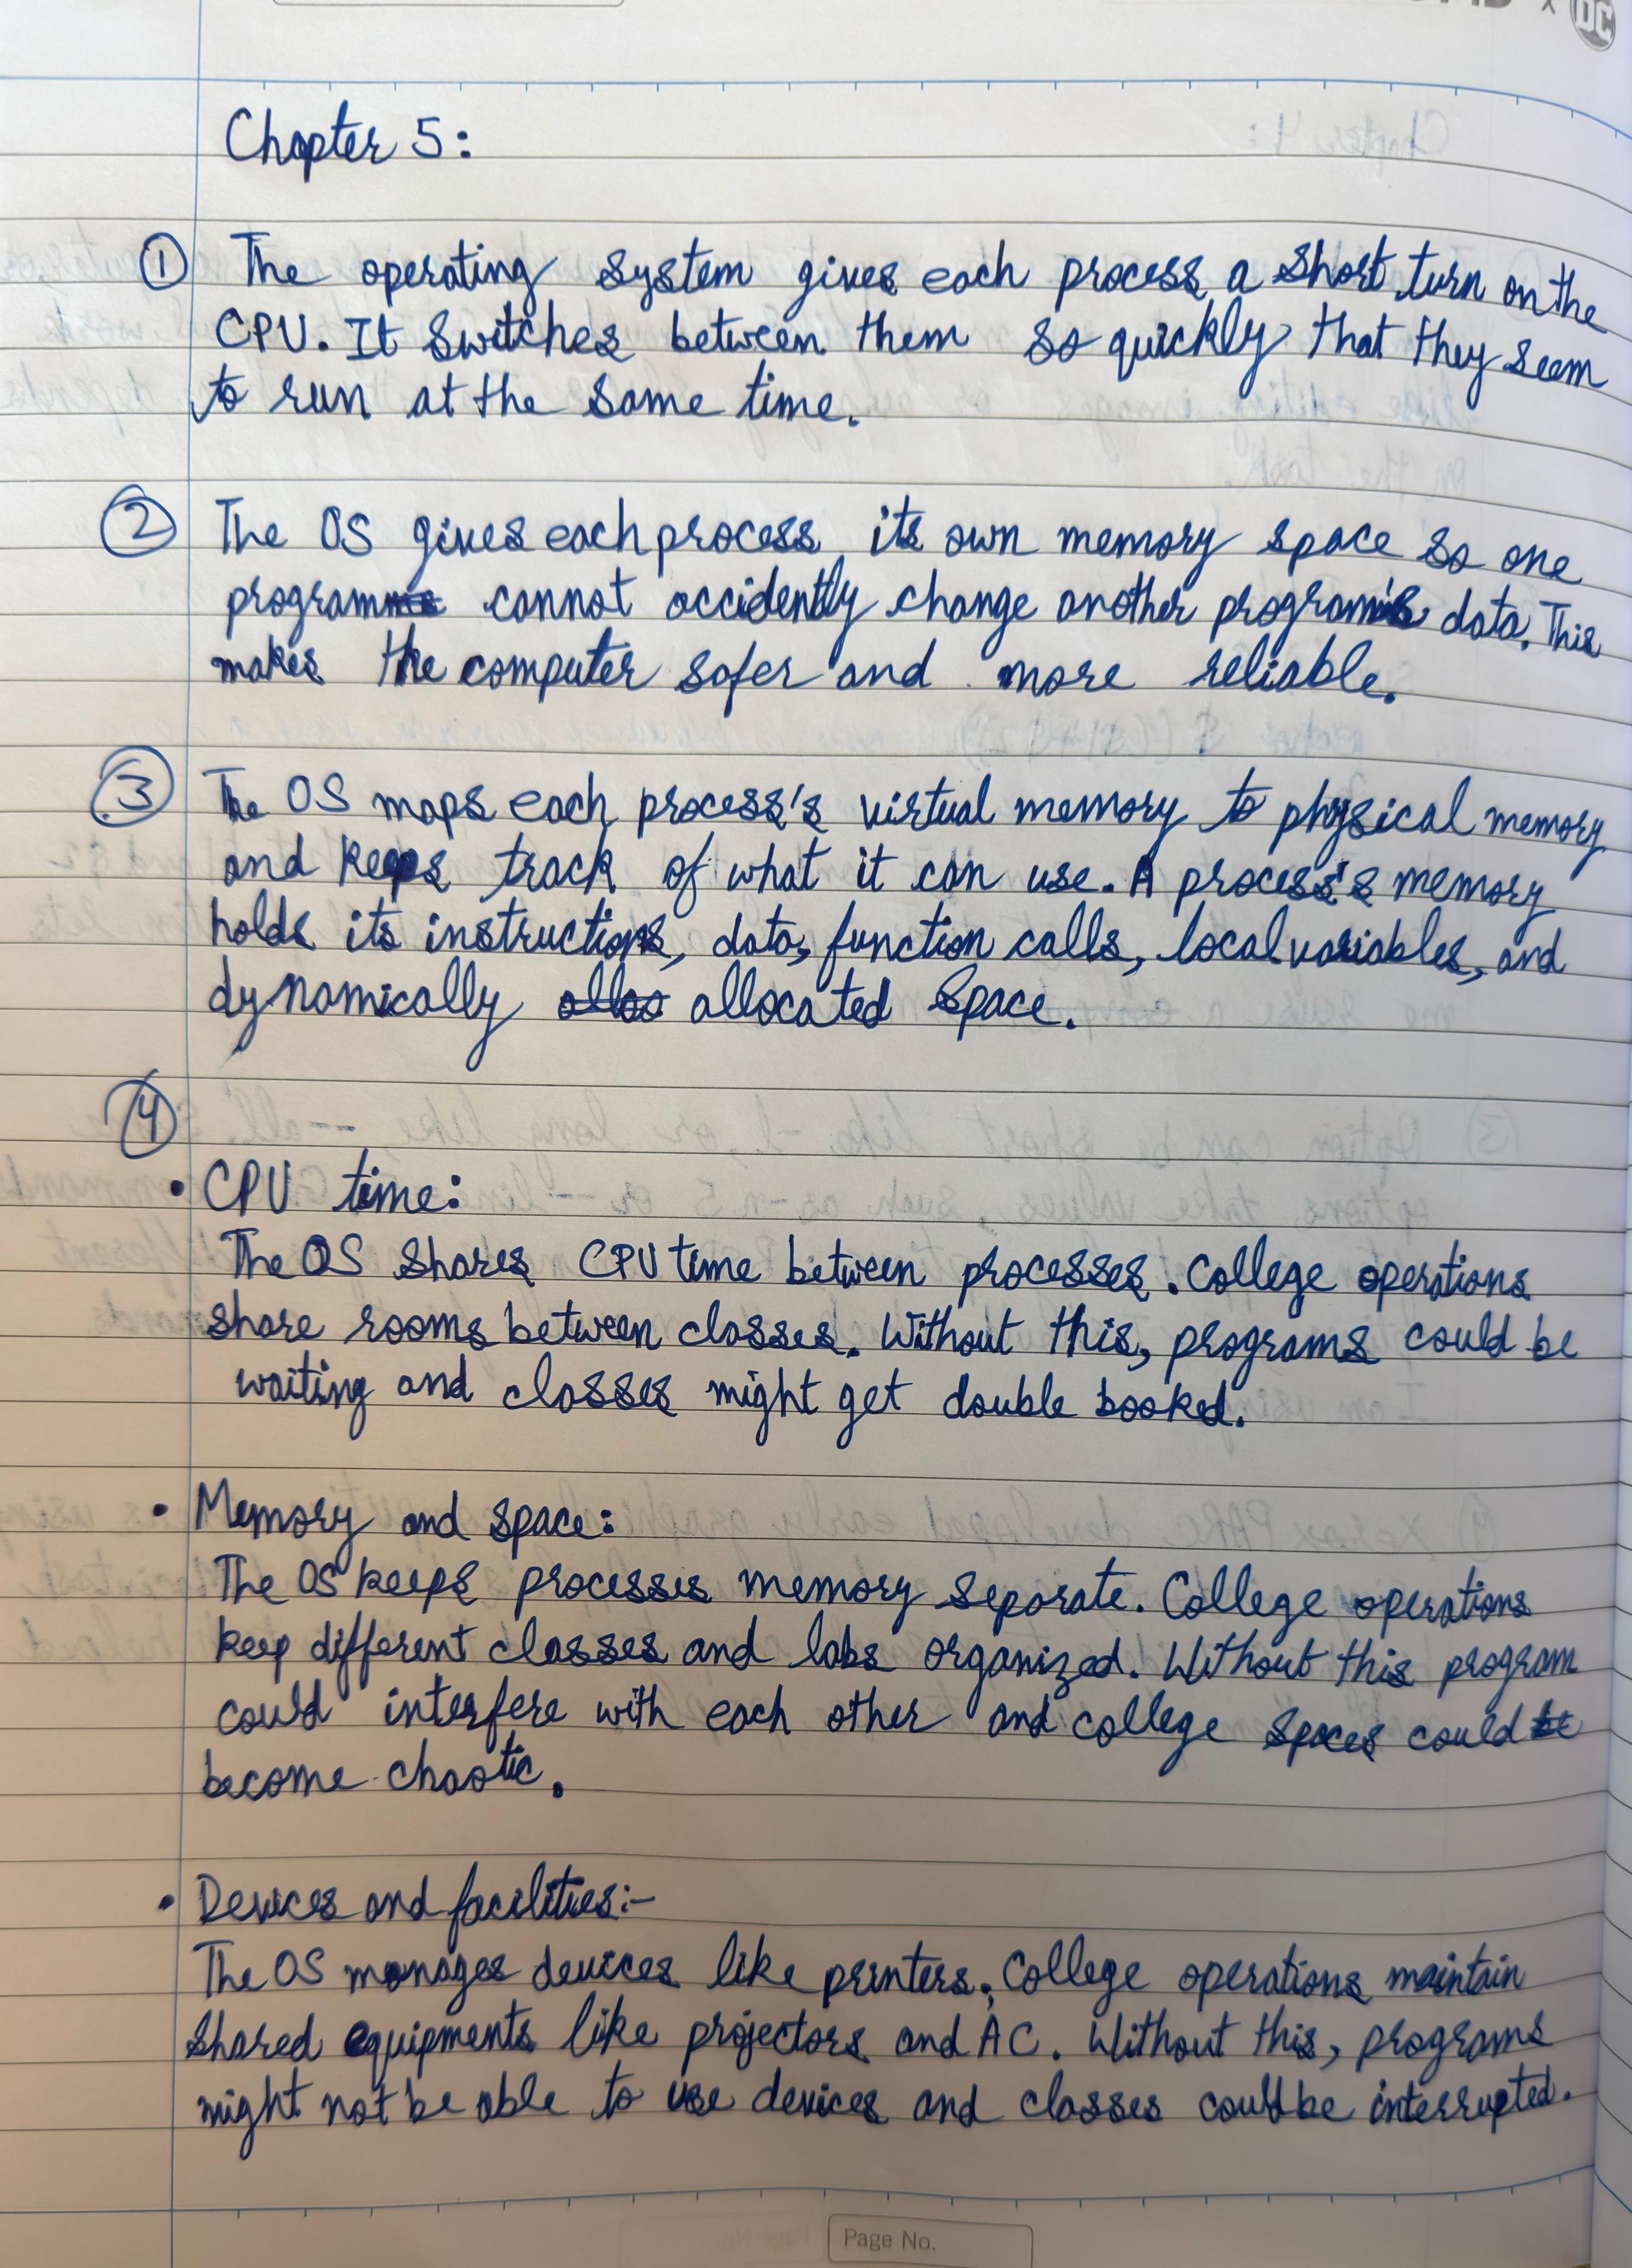 DC
Chapter 5:
① The operating system gives each process a short turn on the
CPU. It switches between them so quickly that they seem
to run at the same time.
② The OS gives each process its own memory space so one
program cannot accidently change another program's data. This
makes the computer safer and more reliable.
③ The OS maps each process's virtual memory to physical memory
and keeps track of what it can use. A process's memory
holds its instructions, data, function calls, local variables, and
dynamically allocated space.
④
• CPU time:
The OS shares CPU time between processes. College operations
share rooms between classes. Without this, programs could be
waiting and classes might get double booked.
• Memory and space:
The OS keeps processes memory separate. College operations
keep different classes and labs organized. Without this program
could interfere with each other and college spaces could
become chaotic.
• Devices and facilities:-
The OS manages devices like printers. College operations maintain
shared equipments like projectors and AC. Without this, programs
might not be able to use devices and classes could be interrupted.
Page No.